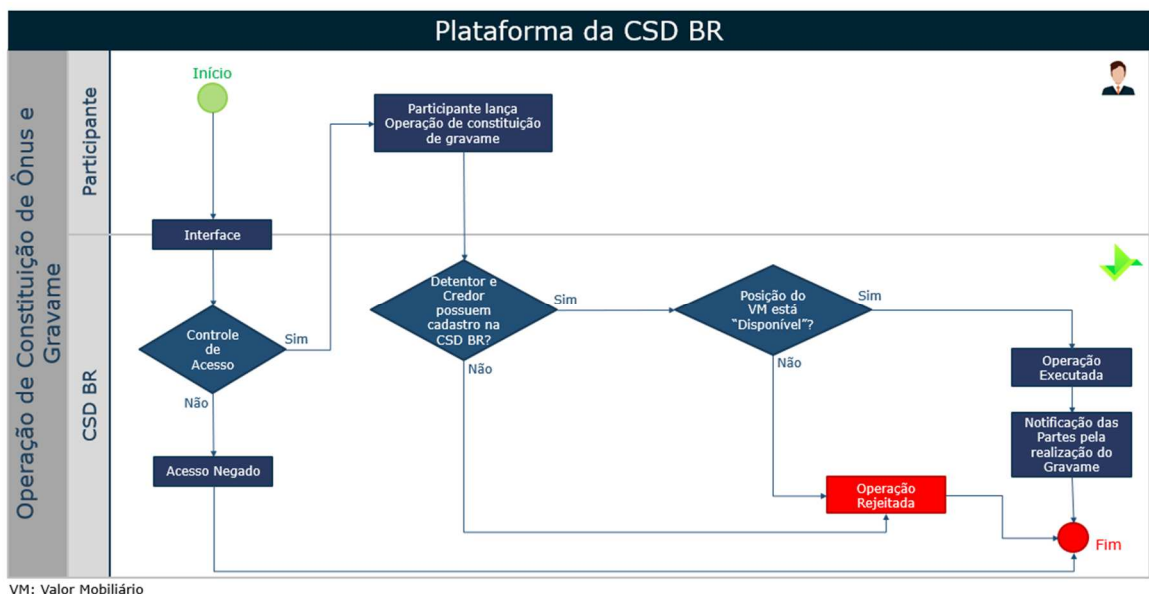 Plataforma da CSD BR
Operação de Constituição de Ônus e
Gravame
Participante
Início
Participante lança
Operação de constituição
de gravame
Interface
CSD BR
Controle
de
Acesso
Sim
Não
Acesso Negado
Detentor e
Credor
possuem
cadastro na
CSD BR?
Sim
Não
Posição do
VM está
“Disponível”?
Sim
Não
Operação
Executada
Notificação das
Partes pela
realização do
Gravame
Operação
Rejeitada
Fim
VM: Valor Mobiliário